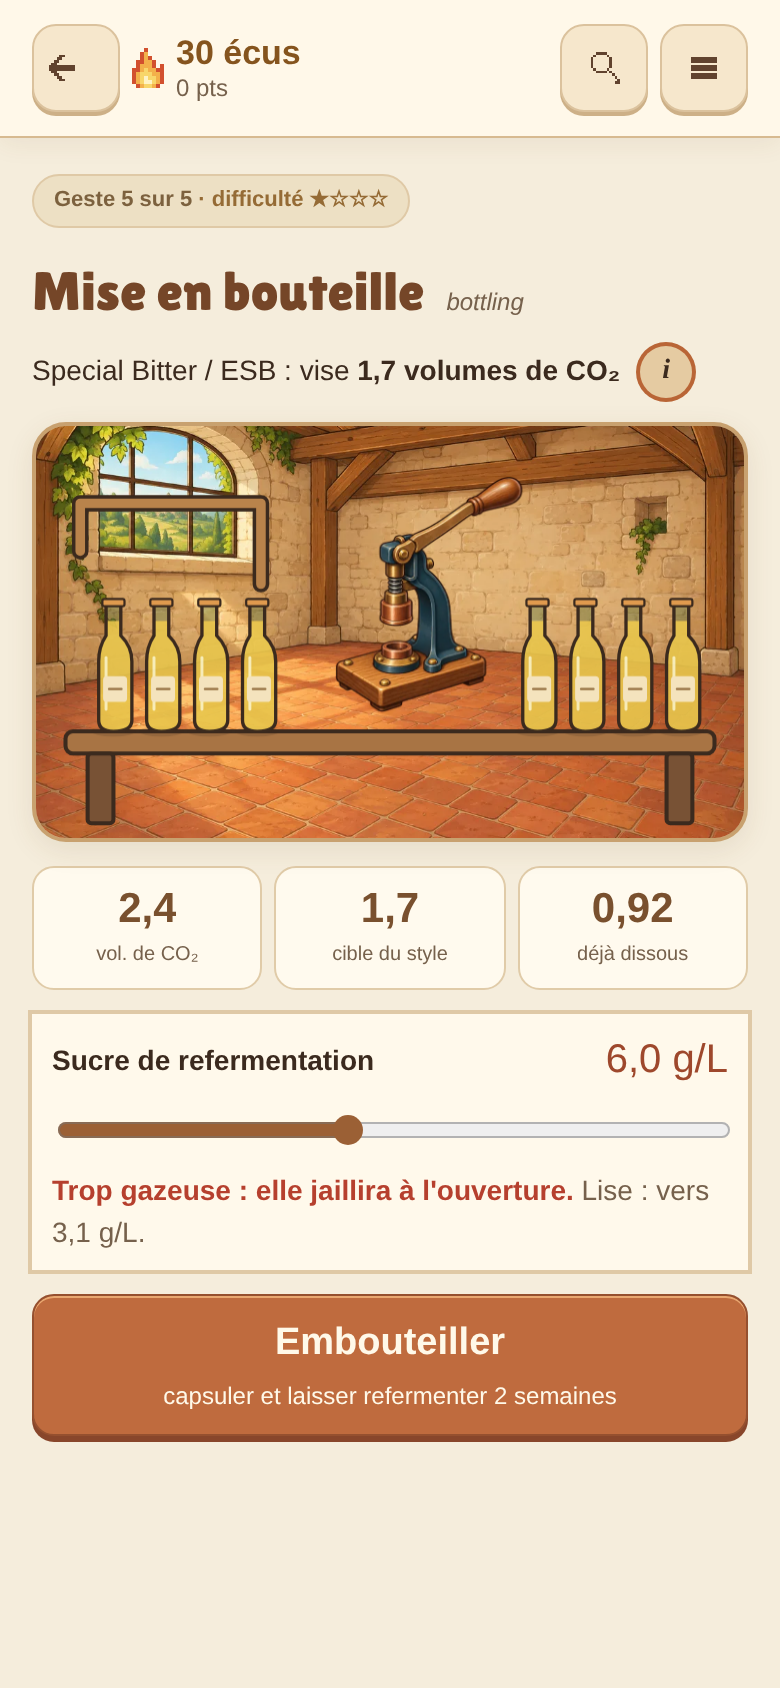 30 écus
0 pts
Geste 5 sur 5 · difficulté ★☆☆☆
Mise en bouteille bottling
Special Bitter / ESB : vise 1,7 volumes de CO₂ i
2,4
vol. de CO₂
1,7
cible du style
0,92
déjà dissous
Sucre de refermentation 6,0 g/L
Trop gazeuse : elle jaillira à l'ouverture. Lise : vers
3,1 g/L.
Embouteiller
capsuler et laisser refermenter 2 semaines